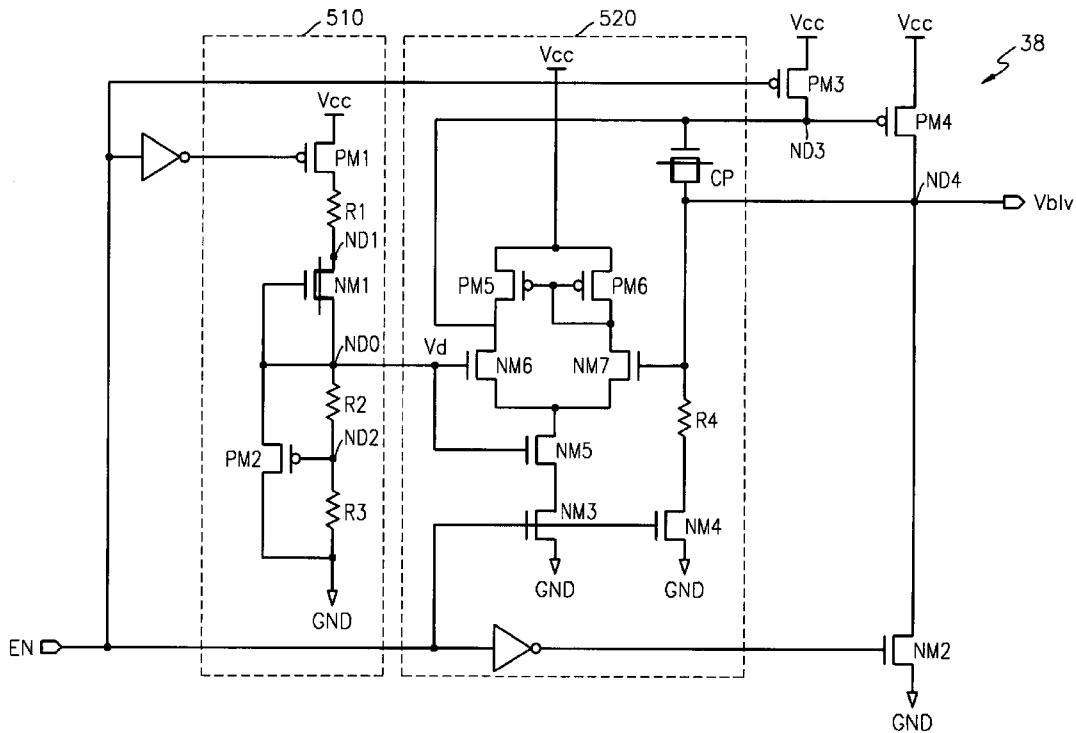 510
520
38
Vcc
Vcc
Vcc
PM3
Vcc
PM1
PM4
ND3
CP
ND4
Vblv
R1
ND1
NM1
PM5
PM6
ND0
Vd
NM6
NM7
R2
R4
ND2
PM2
NM5
R3
NM3
NM4
GND
GND
GND
EN
NM2
GND